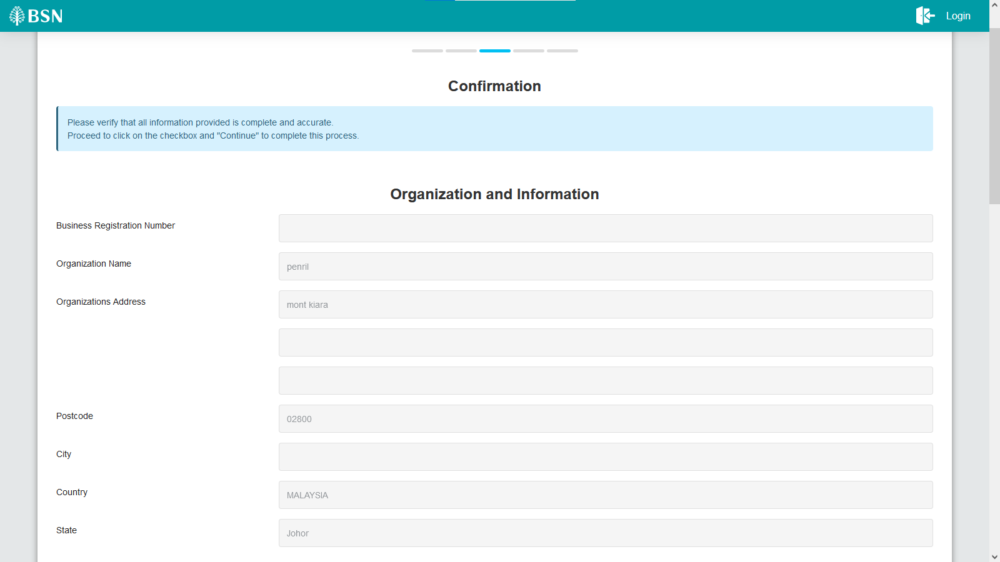 BSN
Login
Confirmation
Please verify that all information provided is complete and accurate.
Proceed to click on the checkbox and "Continue" to complete this process.
Organization and Information
Business Registration Number
Organization Name
penril
Organizations Address
mont kiara
Postcode
02800
City
Country
MALAYSIA
State
Johor